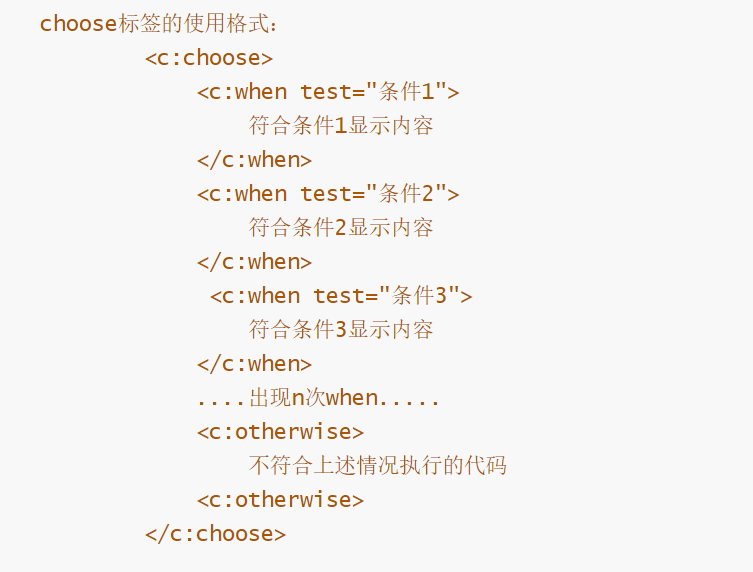 choose标签的使用格式：
<c:choose>
<c:when test="条件1">
符合条件1显示内容
</c:when>
<c:when test="条件2">
符合条件2显示内容
</c:when>
<c:when test="条件3">
符合条件3显示内容
</c:when>
....出现n次when.....
<c:otherwise>
不符合上述情况执行的代码
<c:otherwise>
</c:choose>